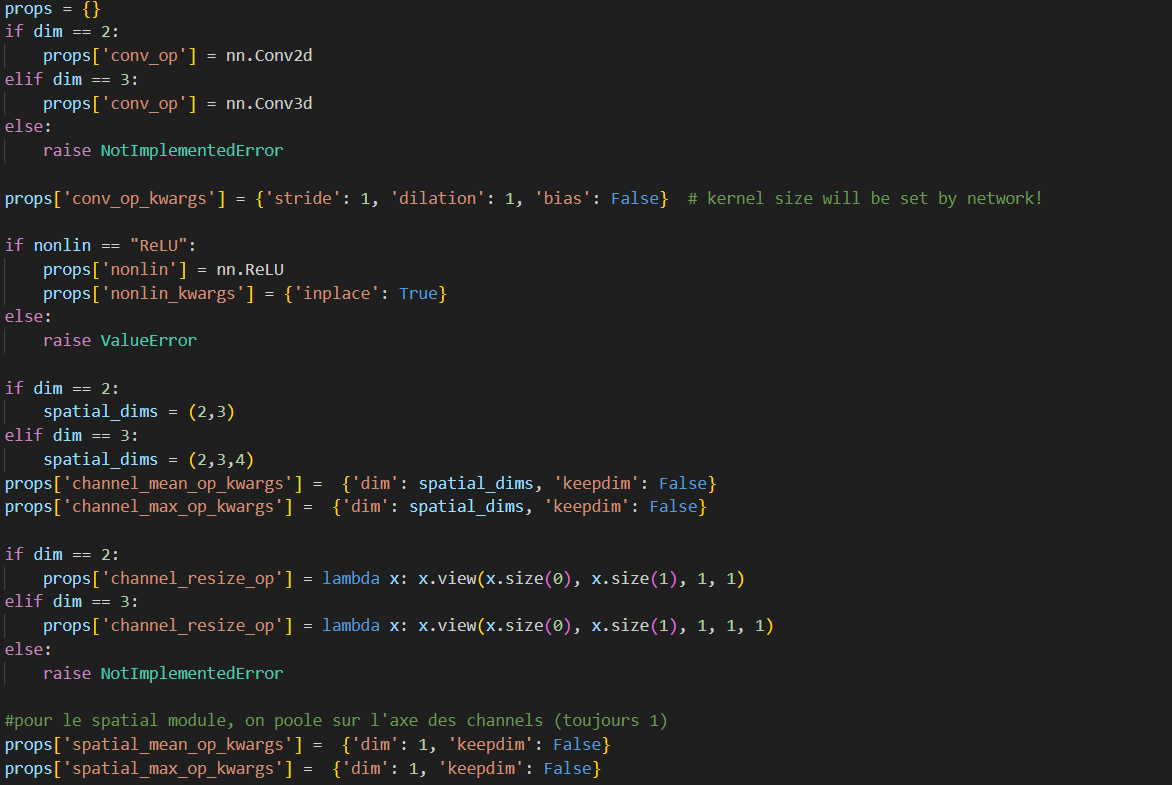 props = {}
if dim == 2:
    props['conv_op'] = nn.Conv2d
elif dim == 3:
    props['conv_op'] = nn.Conv3d
else:
    raise NotImplementedError

props['conv_op_kwargs'] = {'stride': 1, 'dilation': 1, 'bias': False}  # kernel size will be set by network!

if nonlin == "ReLU":
    props['nonlin'] = nn.ReLU
    props['nonlin_kwargs'] = {'inplace': True}
else:
    raise ValueError

if dim == 2:
    spatial_dims = (2,3)
elif dim == 3:
    spatial_dims = (2,3,4)
props['channel_mean_op_kwargs'] =  {'dim': spatial_dims, 'keepdim': False}
props['channel_max_op_kwargs'] =  {'dim': spatial_dims, 'keepdim': False}

if dim == 2:
    props['channel_resize_op'] = lambda x: x.view(x.size(0), x.size(1), 1, 1)
elif dim == 3:
    props['channel_resize_op'] = lambda x: x.view(x.size(0), x.size(1), 1, 1, 1)
else:
    raise NotImplementedError

#pour le spatial module, on poole sur l'axe des channels (toujours 1)
props['spatial_mean_op_kwargs'] =  {'dim': 1, 'keepdim': False}
props['spatial_max_op_kwargs'] =  {'dim': 1, 'keepdim': False}